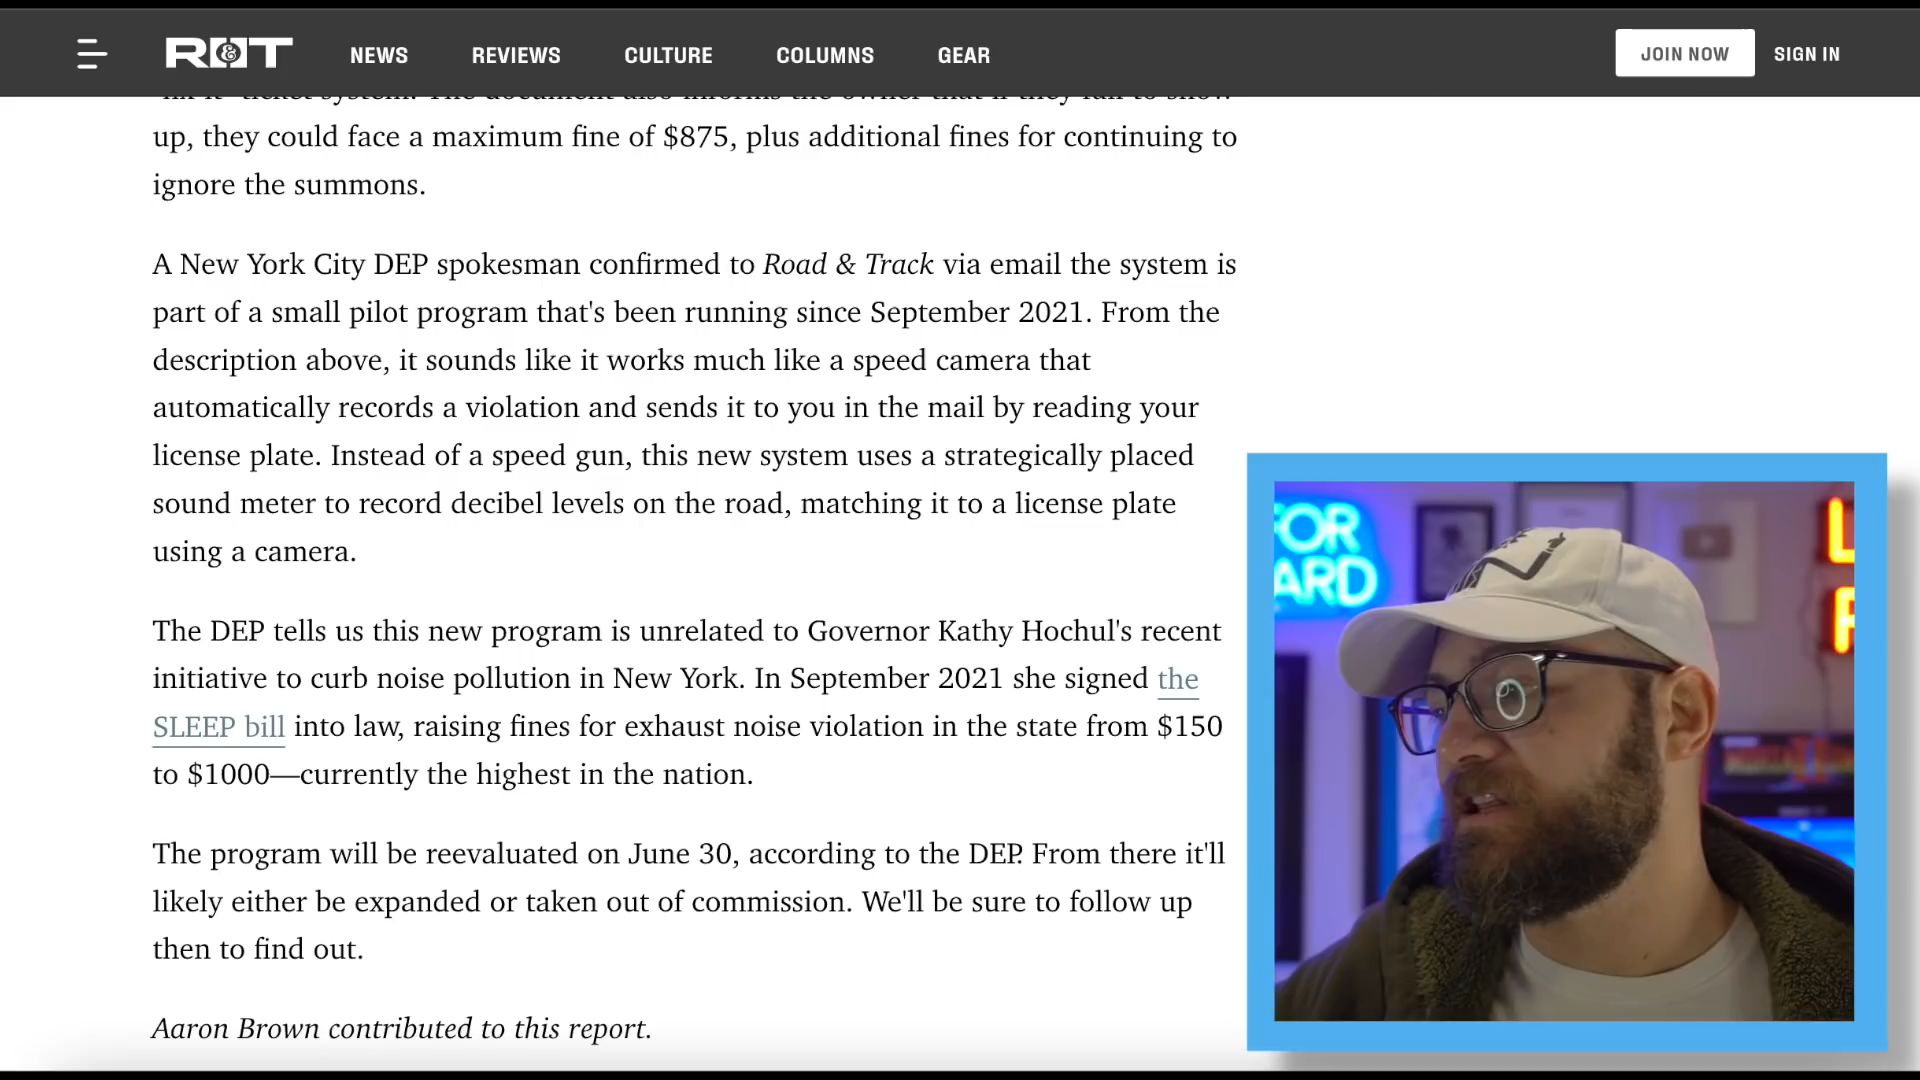 R&T NEWS REVIEWS CULTURE COLUMNS GEAR JOIN NOW SIGN IN
up, they could face a maximum fine of $875, plus additional fines for continuing to
ignore the summons.
A New York City DEP spokesman confirmed to Road & Track via email the system is
part of a small pilot program that's been running since September 2021. From the
description above, it sounds like it works much like a speed camera that
automatically records a violation and sends it to you in the mail by reading your
license plate. Instead of a speed gun, this new system uses a strategically placed
sound meter to record decibel levels on the road, matching it to a license plate
using a camera.
The DEP tells us this new program is unrelated to Governor Kathy Hochul's recent
initiative to curb noise pollution in New York. In September 2021 she signed the
SLEEP bill into law, raising fines for exhaust noise violation in the state from $150
to $1000—currently the highest in the nation.
The program will be reevaluated on June 30, according to the DEP. From there it'll
likely either be expanded or taken out of commission. We'll be sure to follow up
then to find out.
Aaron Brown contributed to this report.
FOR
ARD
L
F